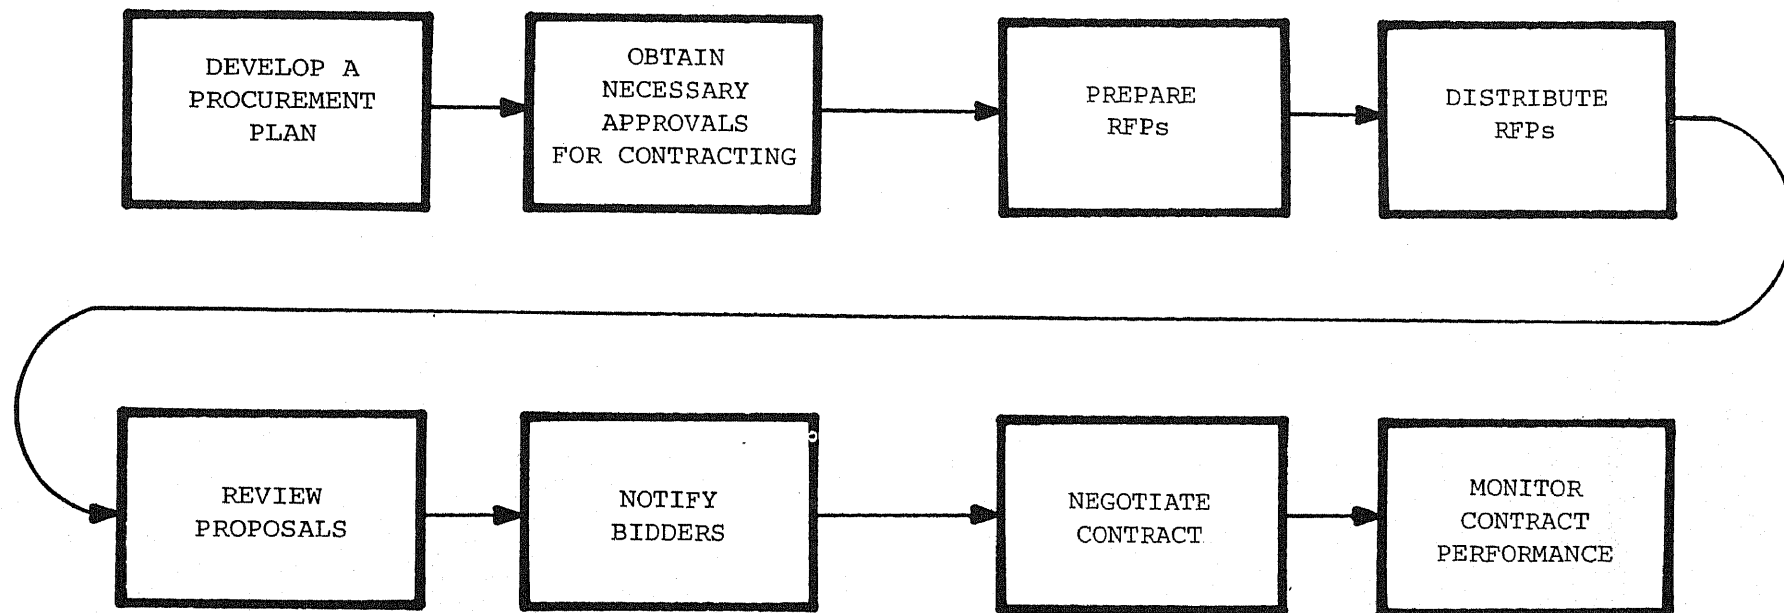 DEVELOP A
PROCUREMENT
PLAN
OBTAIN
NECESSARY
APPROVALS
FOR CONTRACTING
PREPARE
RFPs
DISTRIBUTE
RFPs
REVIEW
PROPOSALS
NOTIFY
BIDDERS
NEGOTIATE
CONTRACT
MONITOR
CONTRACT
PERFORMANCE